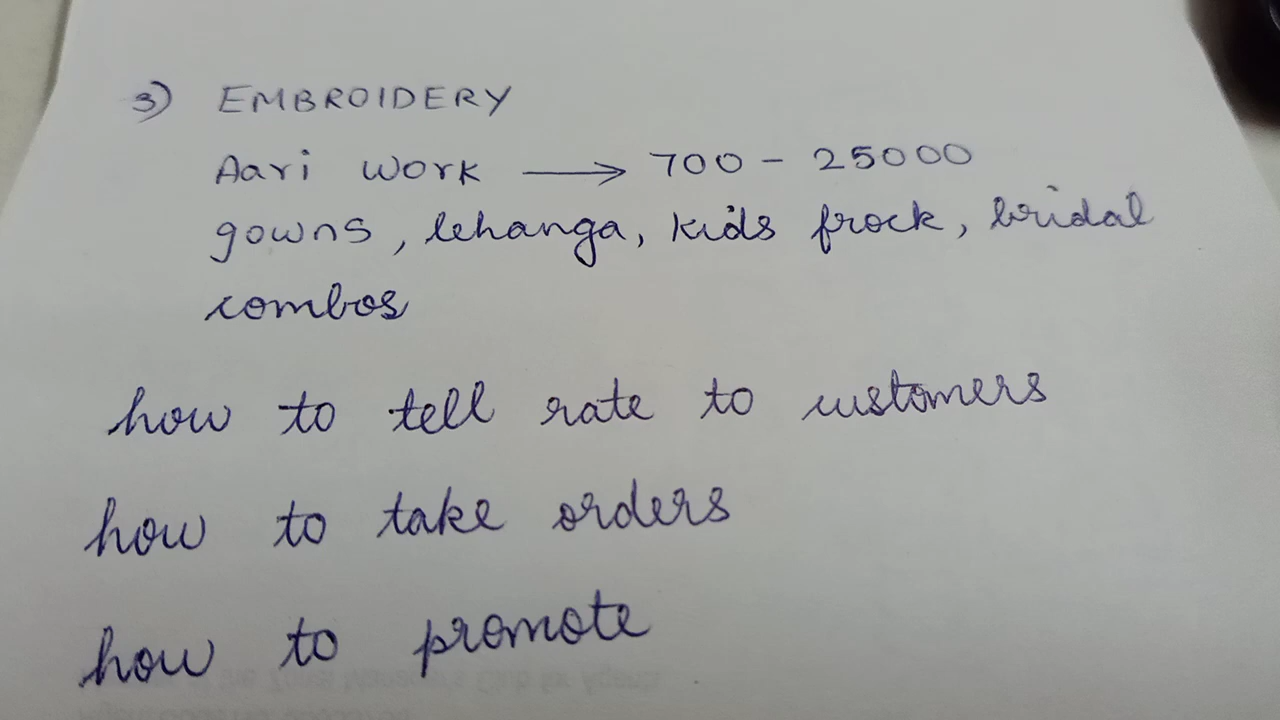 3) EMBROIDERY
Aari work → 700 - 25000
gowns, lehanga, kids frock, bridal
combos
how to tell rate to customers
how to take orders
how to promote